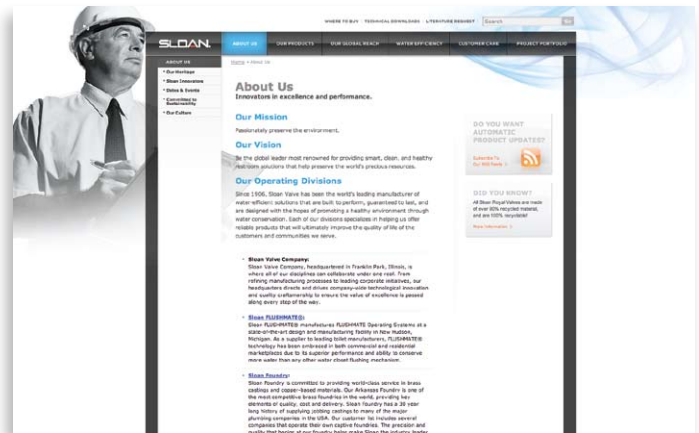 WHERE TO BUY | TECHNICAL DOWNLOADS | LITERATURE REQUEST | Search Go
SLOAN.
ABOUT US OUR PRODUCTS OUR GLOBAL REACH WATER EFFICIENCY CUSTOMER CARE PROJECT PORTFOLIO
ABOUT US
Our Heritage
Sloan Innovators
Dates & Events
Committed to
Sustainability
Our Culture
Home > About Us
About Us
Innovators in excellence and performance.
Our Mission
Passionately preserve the environment.
Our Vision
Be the global leader most renowned for providing smart, clean, and healthy
restroom solutions that help preserve the world's precious resources.
Our Operating Divisions
Since 1906, Sloan Valve has been the world's leading manufacturer of
water-efficient solutions that are built to perform, guaranteed to last, and
are designed with the hopes of promoting a healthy environment through
water conservation. Each of our divisions specializes in helping us offer
reliable products that will ultimately improve the quality of life of the
customers and communities we serve.
Sloan Valve Company:
Sloan Valve Company, headquartered in Franklin Park, Illinois, is
where all of our disciplines can collaborate under one roof. From
refining manufacturing processes to leading corporate initiatives, our
headquarters directs and drives company-wide technological innovation
and quality craftsmanship to ensure the value of excellence is passed
along every step of the way.
Sloan FLUSHMATE®:
Sloan FLUSHMATE® manufactures FLUSHMATE Operating Systems at a
state-of-the-art design and manufacturing facility in New Hudson,
Michigan. As a supplier to leading toilet manufacturers, FLUSHMATE®
technology has been embraced in both commercial and residential
marketplaces due to its superior performance and ability to conserve
more water than any other water closet flushing mechanism.
Sloan Foundry:
Sloan Foundry is committed to providing world-class service in brass
castings and copper-based materials. Our Arkansas Foundry is one of
the most competitive brass foundries in the world, providing key
elements of quality, cost and delivery. Sloan Foundry has a 30 year
long history of supplying jobbing castings to many of the major
plumbing companies in the USA. Our customer list includes several
companies that operate their own captive foundries. The precision and
quality that begins at our foundry helps make Sloan the industry leader
DO YOU WANT
AUTOMATIC
PRODUCT UPDATES?
Subscribe To
Our RSS Feeds >
DID YOU KNOW?
All Sloan Royal Valves are made
of over 80% recycled material,
and are 100% recyclable!
More Information >